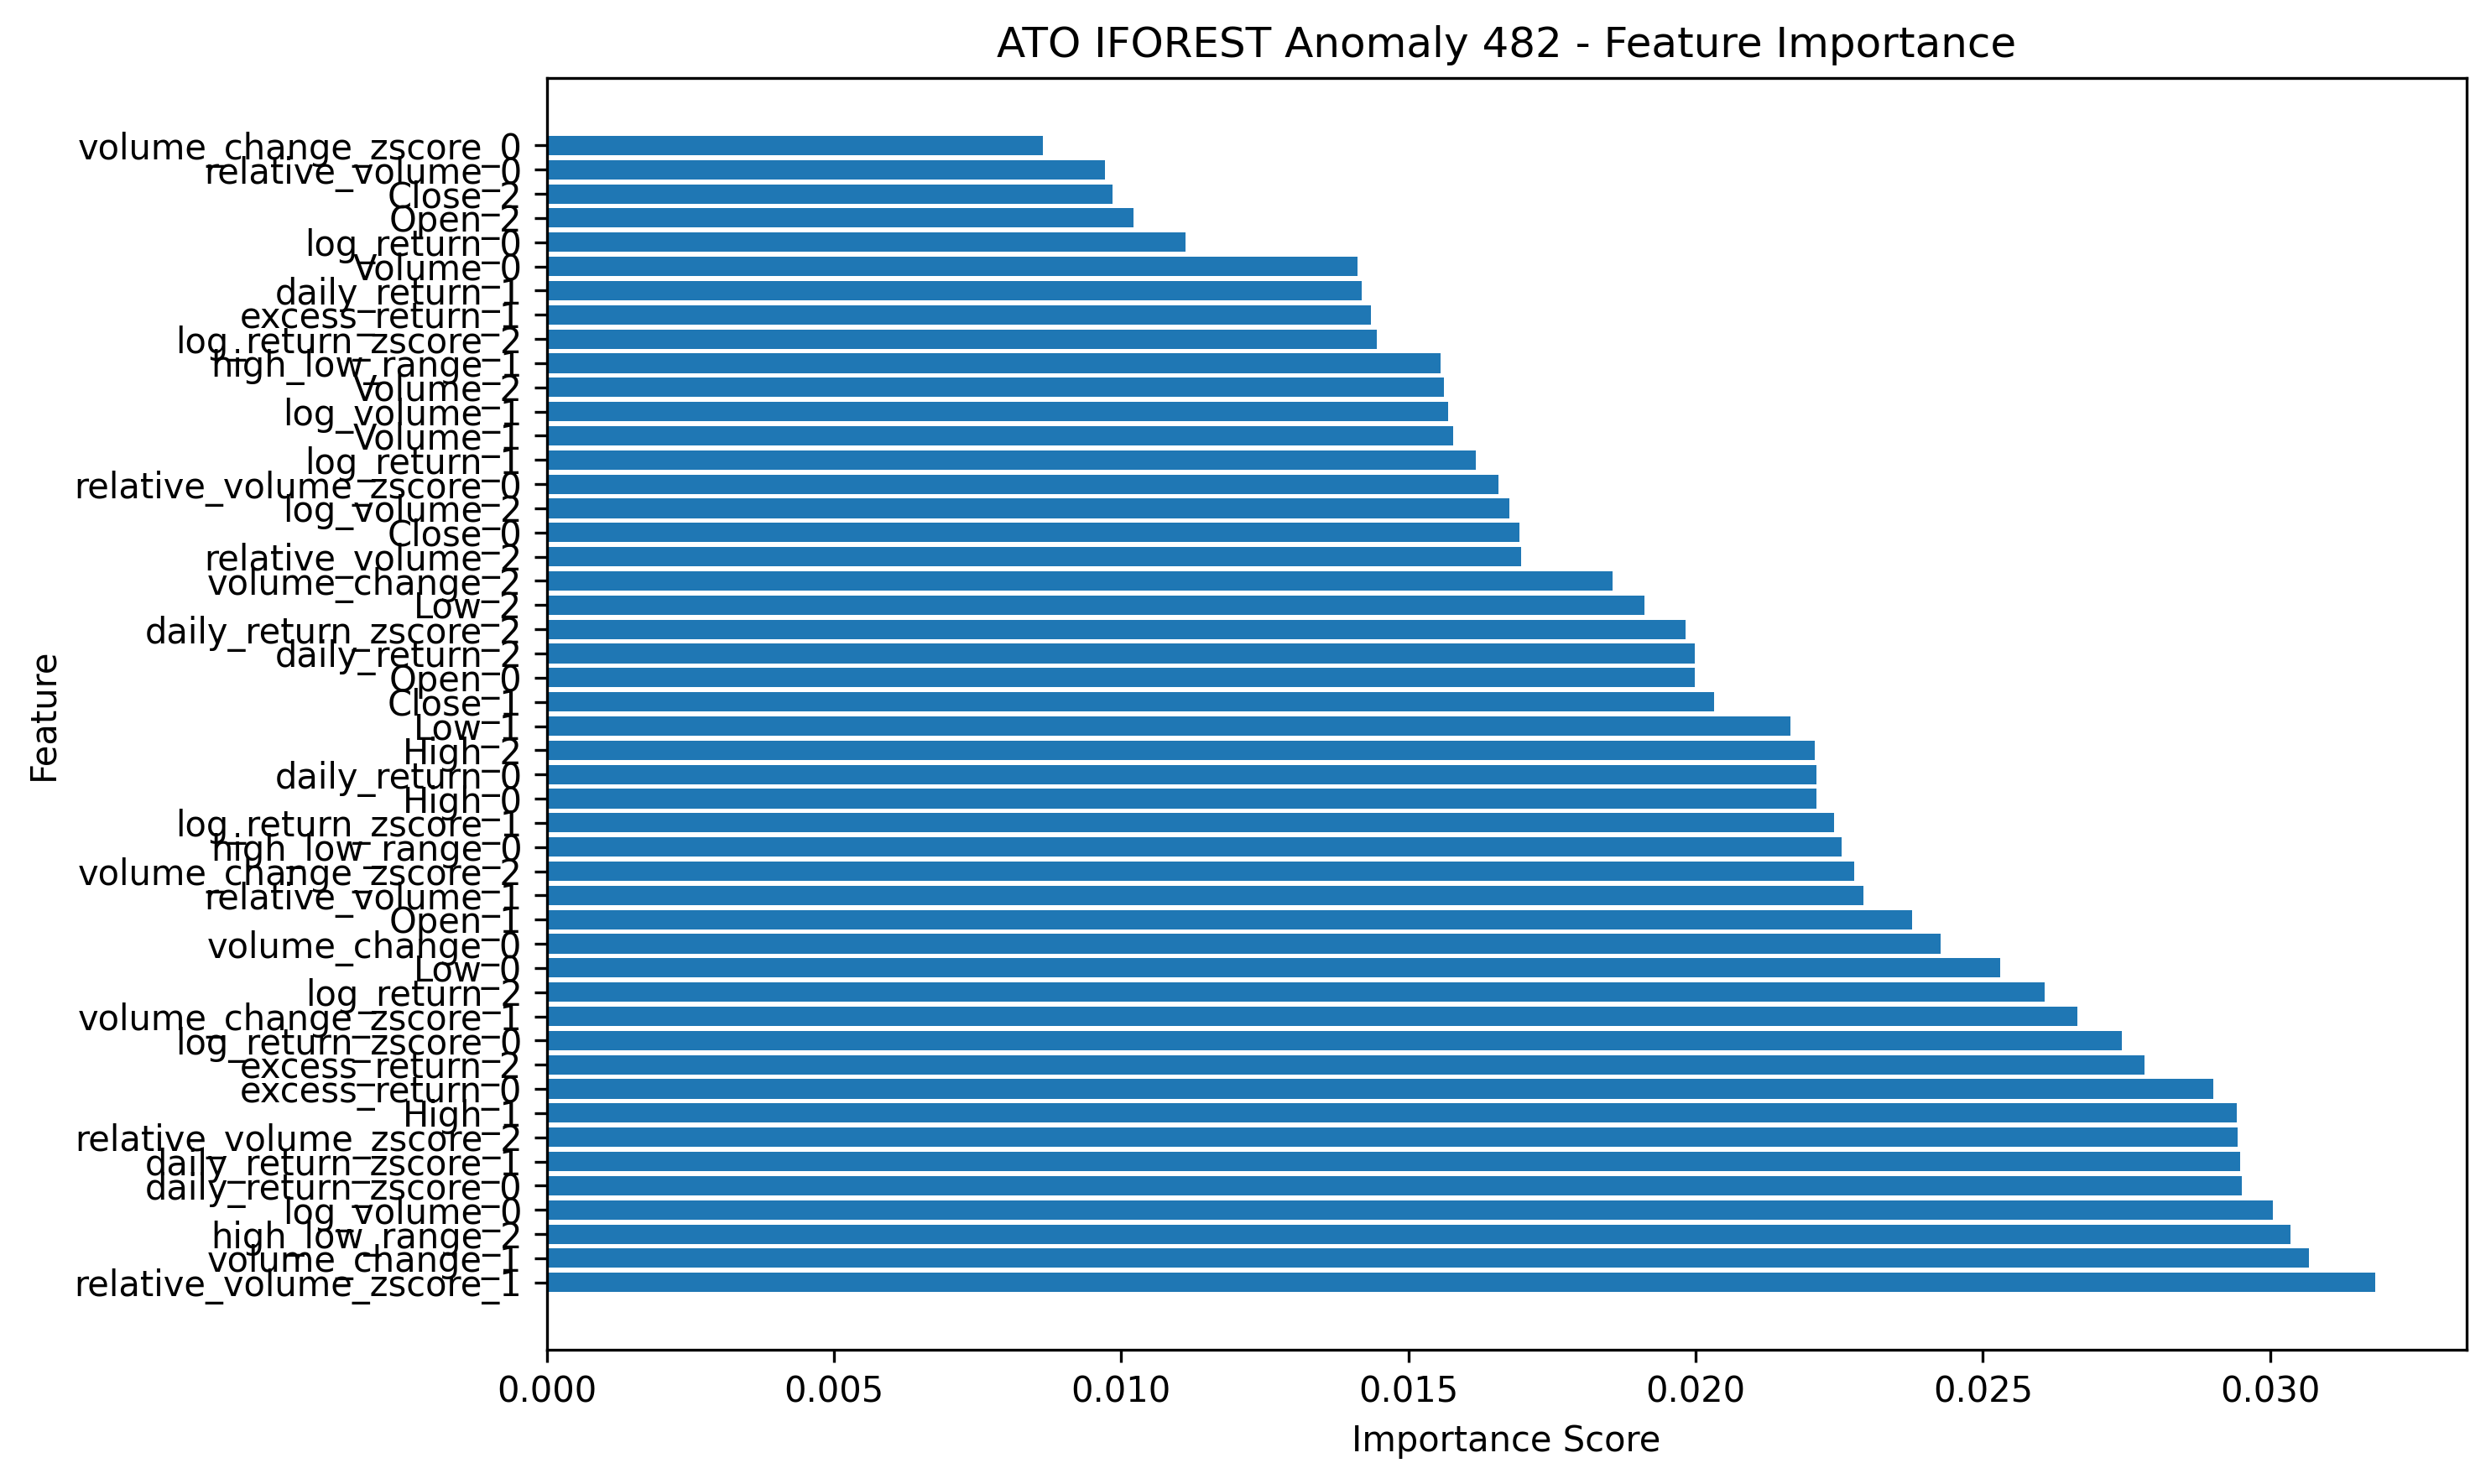 ATO IFOREST Anomaly 482 - Feature Importance
volume_change_zscore_0
relative_volume_0
Close_2
Open_2
log_return_0
Volume_0
daily_return_1
excess_return_1
log_return_zscore_2
high_low_range_1
Volume_2
log_volume_1
Volume_1
log_return_1
relative_volume_zscore_0
log_volume_2
Close_0
relative_volume_2
volume_change_2
Low_2
daily_return_zscore_2
daily_return_2
Open_0
Close_1
Low_1
High_2
daily_return_0
High_0
log_return_zscore_1
high_low_range_0
volume_change_zscore_2
relative_volume_1
Open_1
volume_change_0
Low_0
log_return_2
volume_change_zscore_1
log_return_zscore_0
excess_return_2
excess_return_0
High_1
relative_volume_zscore_2
daily_return_zscore_1
daily_return_zscore_0
log_volume_0
high_low_range_2
volume_change_1
relative_volume_zscore_1
Feature
0.000 0.005 0.010 0.015 0.020 0.025 0.030
Importance Score